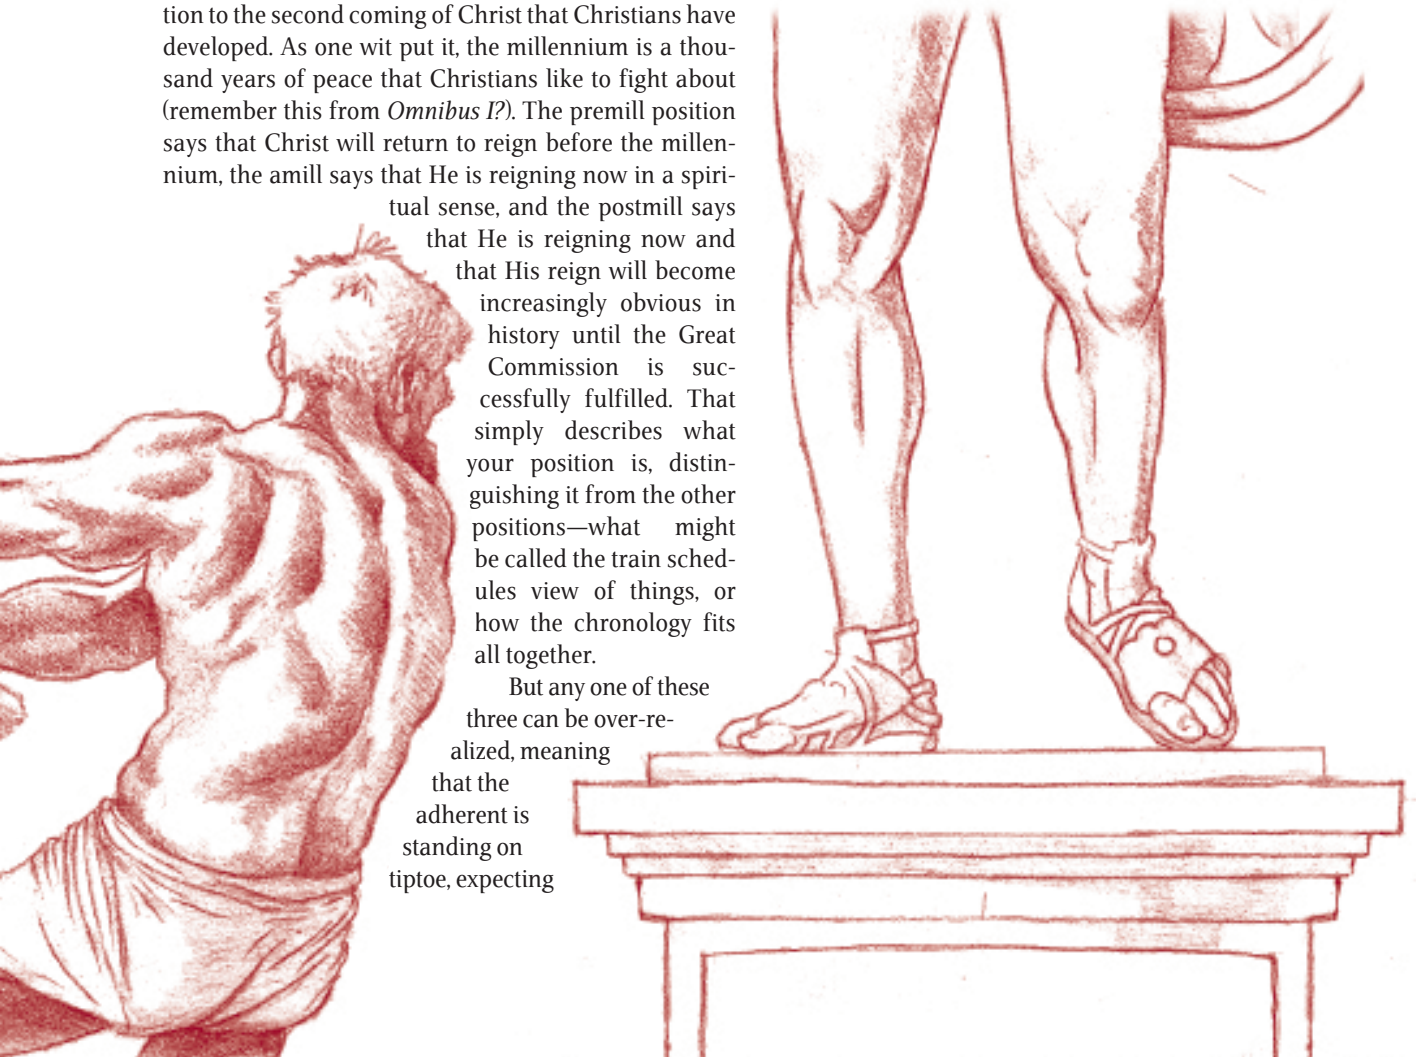 tion to the second coming of Christ that Christians have
developed. As one wit put it, the millennium is a thou-
sand years of peace that Christians like to fight about
(remember this from Omnibus I?). The premill position
says that Christ will return to reign before the millen-
nium, the amill says that He is reigning now in a spiri-
tual sense, and the postmill says
that He is reigning now and
that His reign will become
increasingly obvious in
history until the Great
Commission is suc-
cessfully fulfilled. That
simply describes what
your position is, distin-
guishing it from the other
positions—what might
be called the train sched-
ules view of things, or
how the chronology fits
all together.
But any one of these
three can be over-re-
alized, meaning
that the
adherent is
standing on
tiptoe, expecting